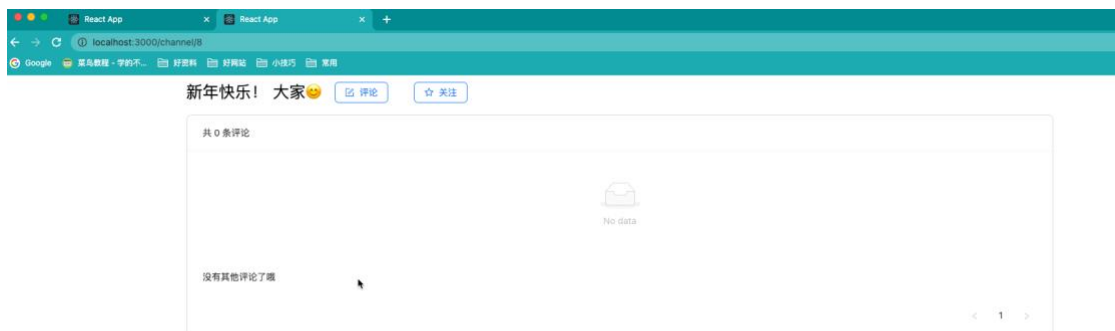 React App
React App
localhost:3000/channel/8
Google 菜鸟教程 - 学的不... 好资料 好网站 小技巧 常用
新年快乐！ 大家😊 评论 关注
共 0 条评论
No data
没有其他评论了哦
1